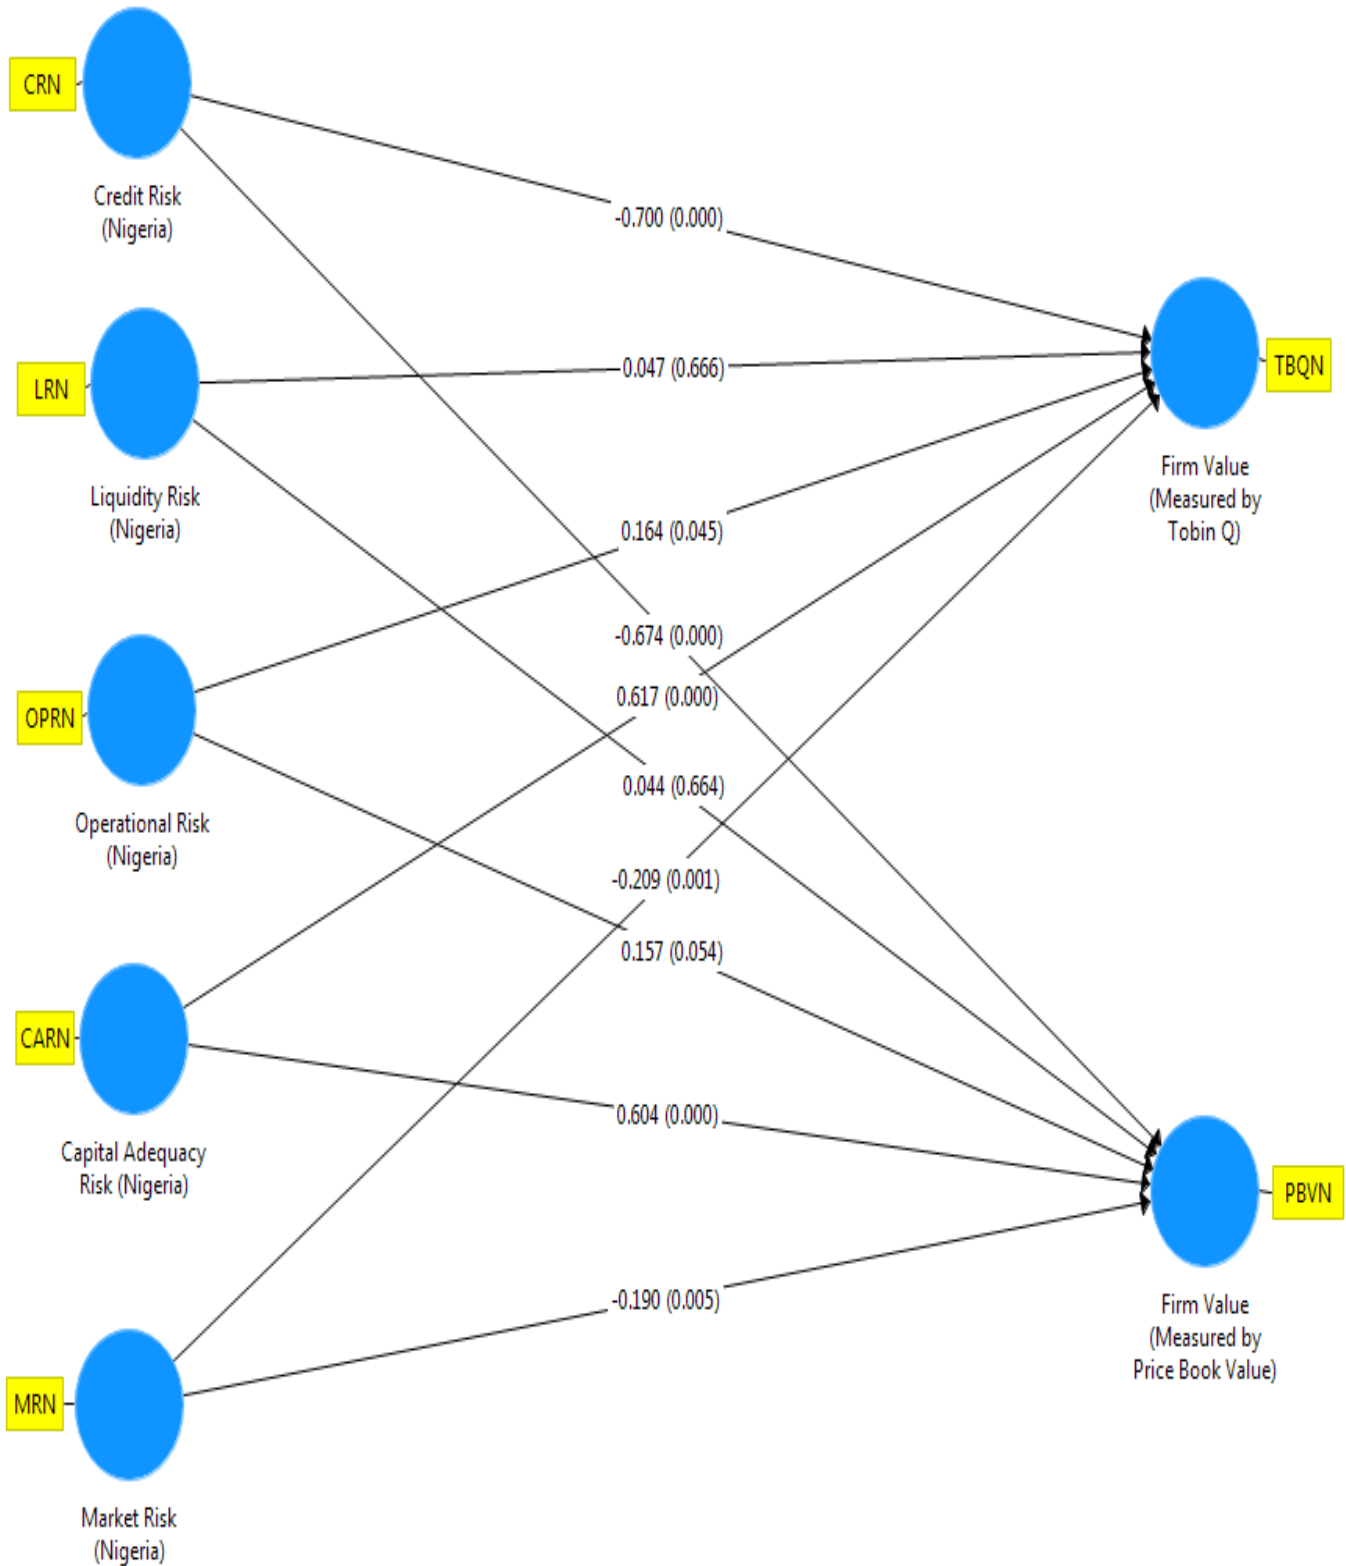 CRN
Credit Risk
(Nigeria)
-0.700 (0.000)
TBQN
LRN
0.047 (0.666)
Liquidity Risk
(Nigeria)
Firm Value
(Measured by
Tobin Q)
0.164 (0.045)
-0.674 (0.000)
0.617 (0.000)
OPRN
0.044 (0.664)
Operational Risk
(Nigeria)
-0.209 (0.001)
0.157 (0.054)
CARN
0.604 (0.000)
Capital Adequacy
Risk (Nigeria)
PBVN
-0.190 (0.005)
Firm Value
(Measured by
Price Book Value)
MRN
Market Risk
(Nigeria)